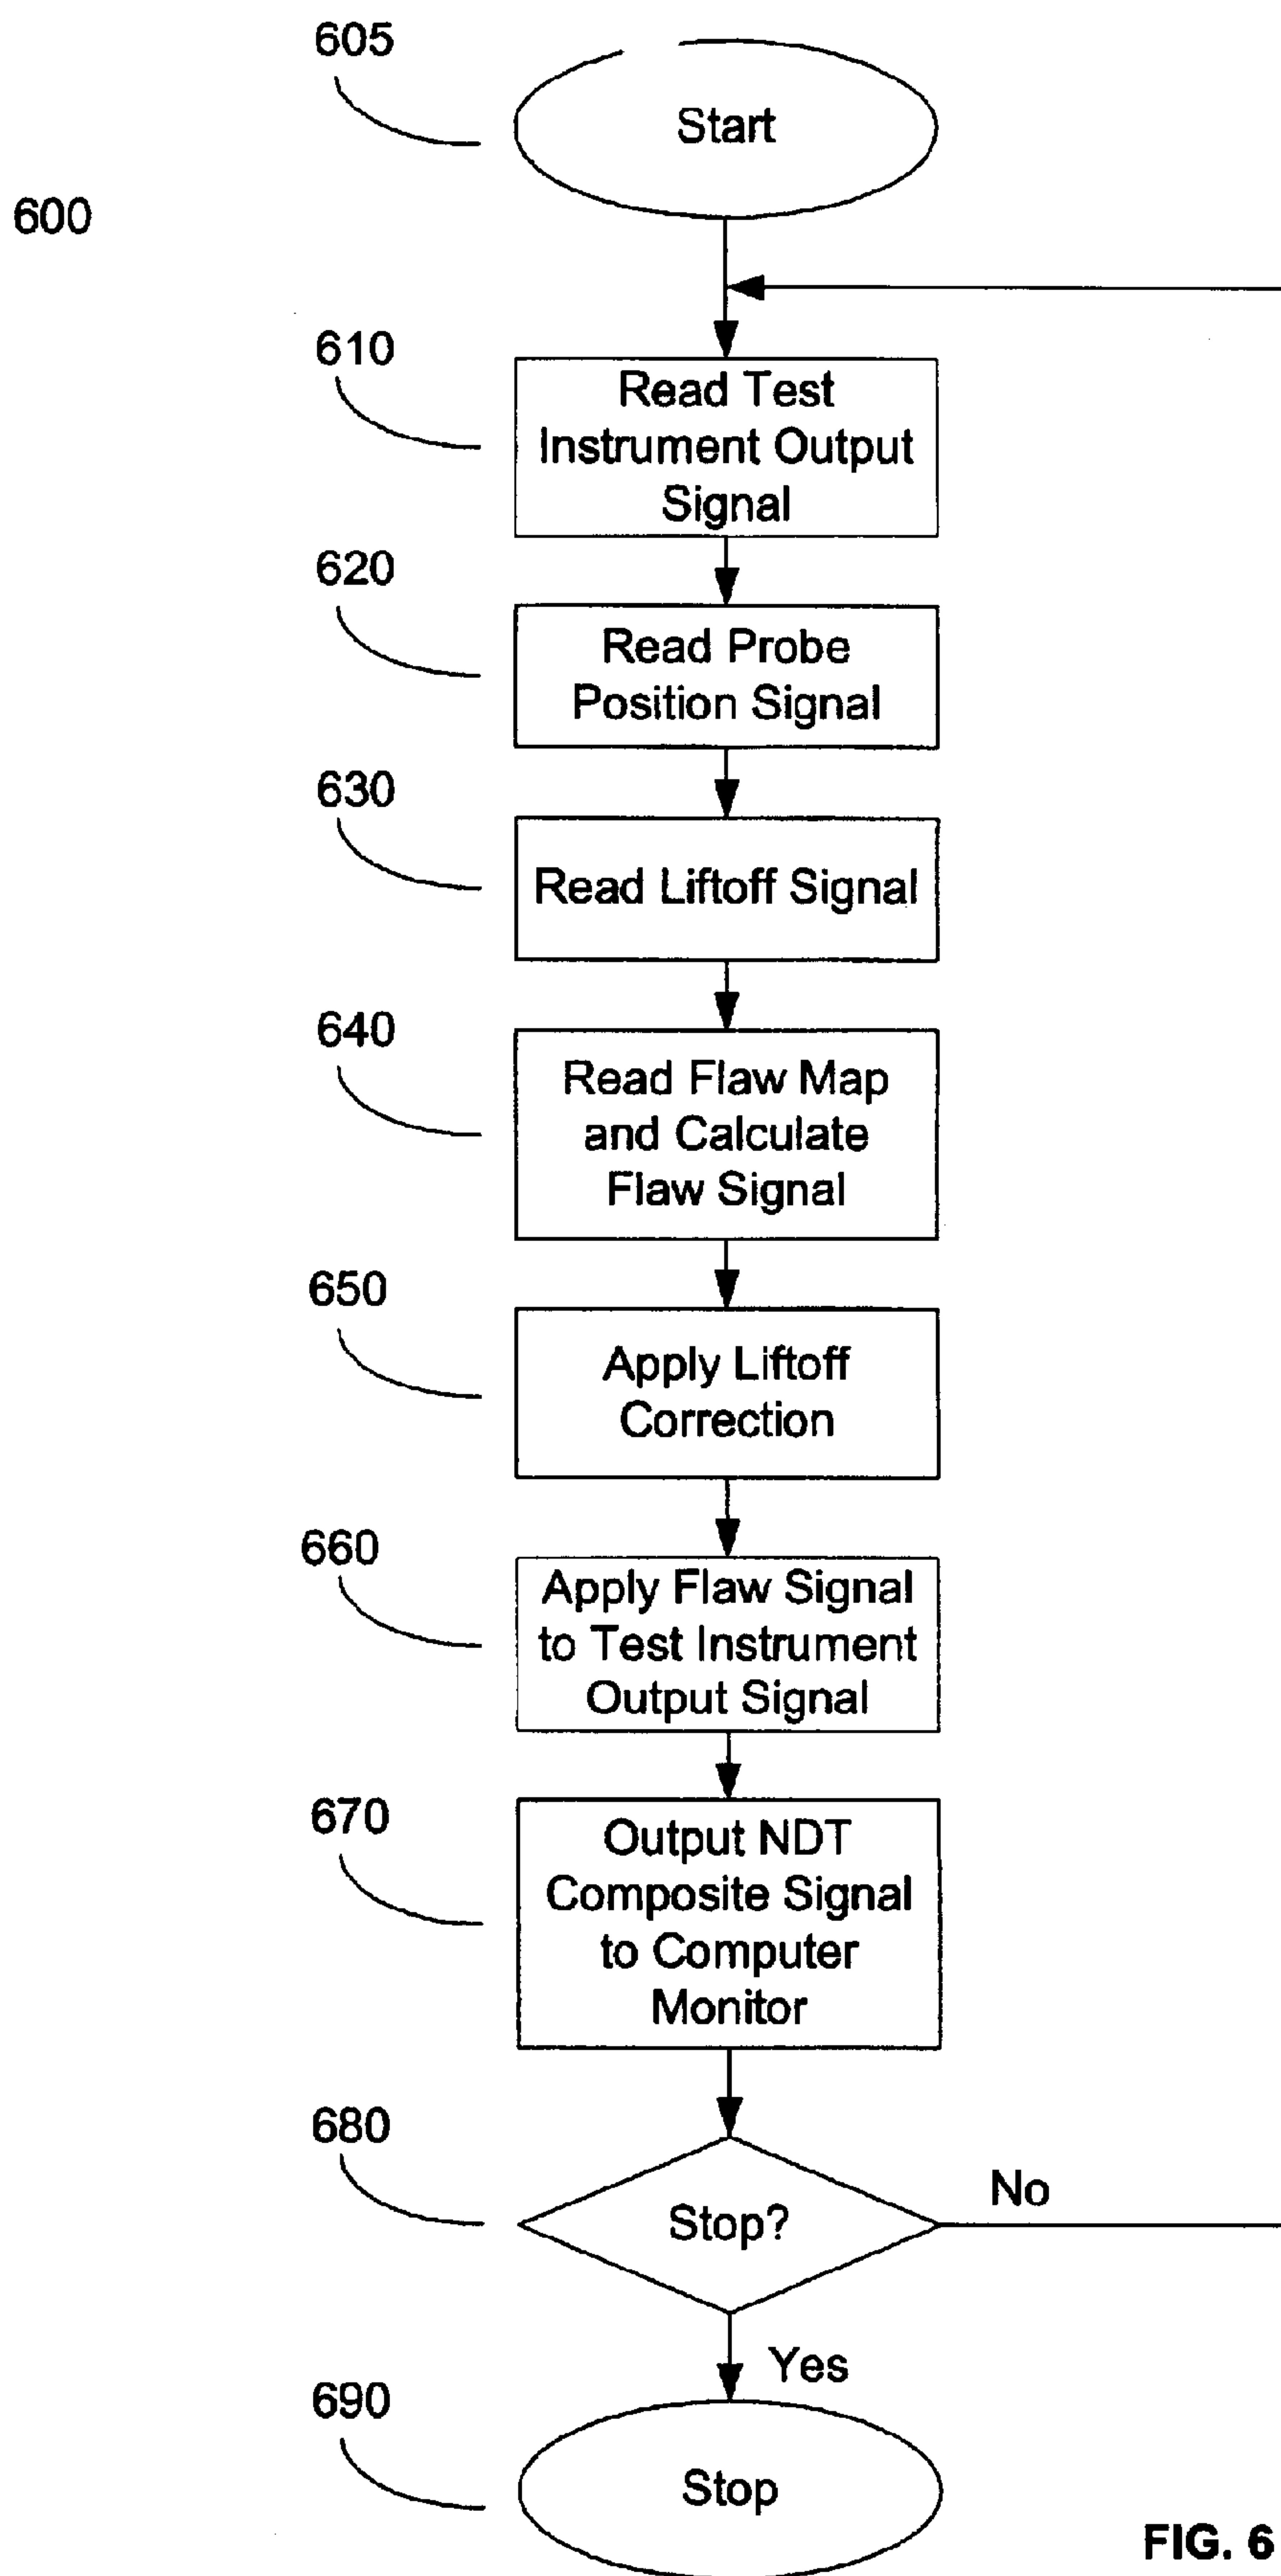 605
Start
600
610
Read Test
Instrument Output
Signal
620
Read Probe
Position Signal
630
Read Liftoff Signal
640
Read Flaw Map
and Calculate
Flaw Signal
650
Apply Liftoff
Correction
660
Apply Flaw Signal
to Test Instrument
Output Signal
670
Output NDT
Composite Signal
to Computer
Monitor
680
Stop?
No
Yes
690
Stop
FIG. 6